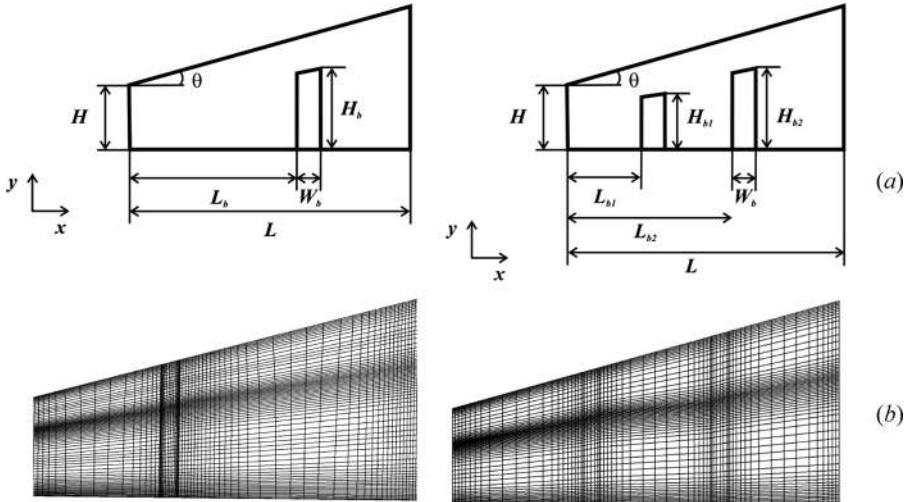 θ
H
H_b
L_b
W_b
L
y
x
θ
H
H_b1
H_b2
L_b1
W_b
L_b2
L
y
x
(a)
(b)